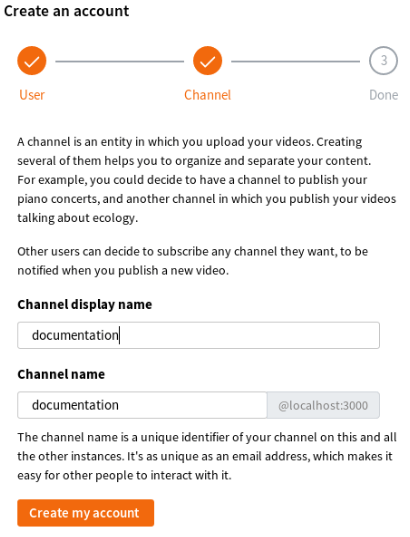 Create an account
3
User
Channel
Done
A channel is an entity in which you upload your videos. Creating
several of them helps you to organize and separate your content.
For example, you could decide to have a channel to publish your
piano concerts, and another channel in which you publish your videos
talking about ecology.
Other users can decide to subscribe any channel they want, to be
notified when you publish a new video.
Channel display name
documentation
Channel name
documentation @localhost:3000
The channel name is a unique identifier of your channel on this and all
the other instances. It's as unique as an email address, which makes it
easy for other people to interact with it.
Create my account